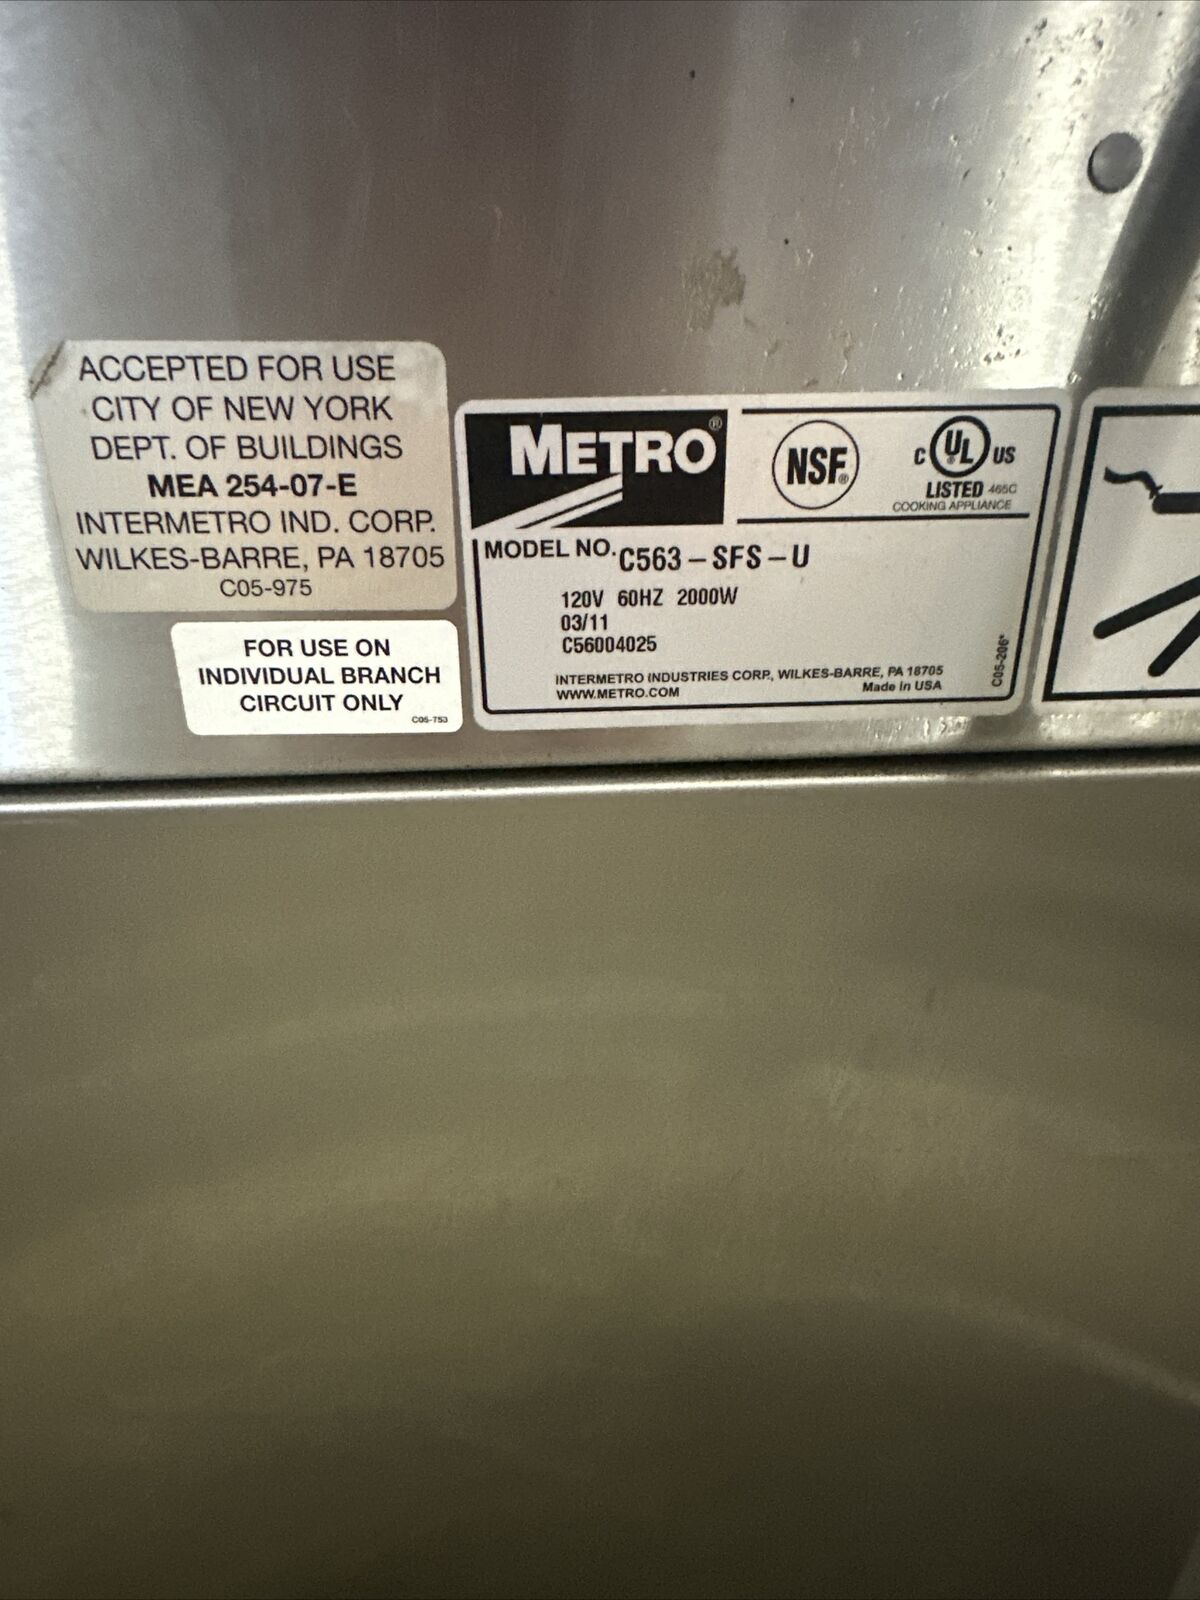 ACCEPTED FOR USE
CITY OF NEW YORK
DEPT. OF BUILDINGS
MEA 254-07-E
INTERMETRO IND. CORP.
WILKES-BARRE, PA 18705
C05-975
FOR USE ON
INDIVIDUAL BRANCH
CIRCUIT ONLY
C05-753
METRO®
NSF®
C UL® US
LISTED 465C
COOKING APPLIANCE
MODEL NO. C563-SFS-U
120V 60HZ 2000W
03/11
C56004025
INTERMETRO INDUSTRIES CORP., WILKES-BARRE, PA 18705
WWW.METRO.COM Made in USA
C05-206*